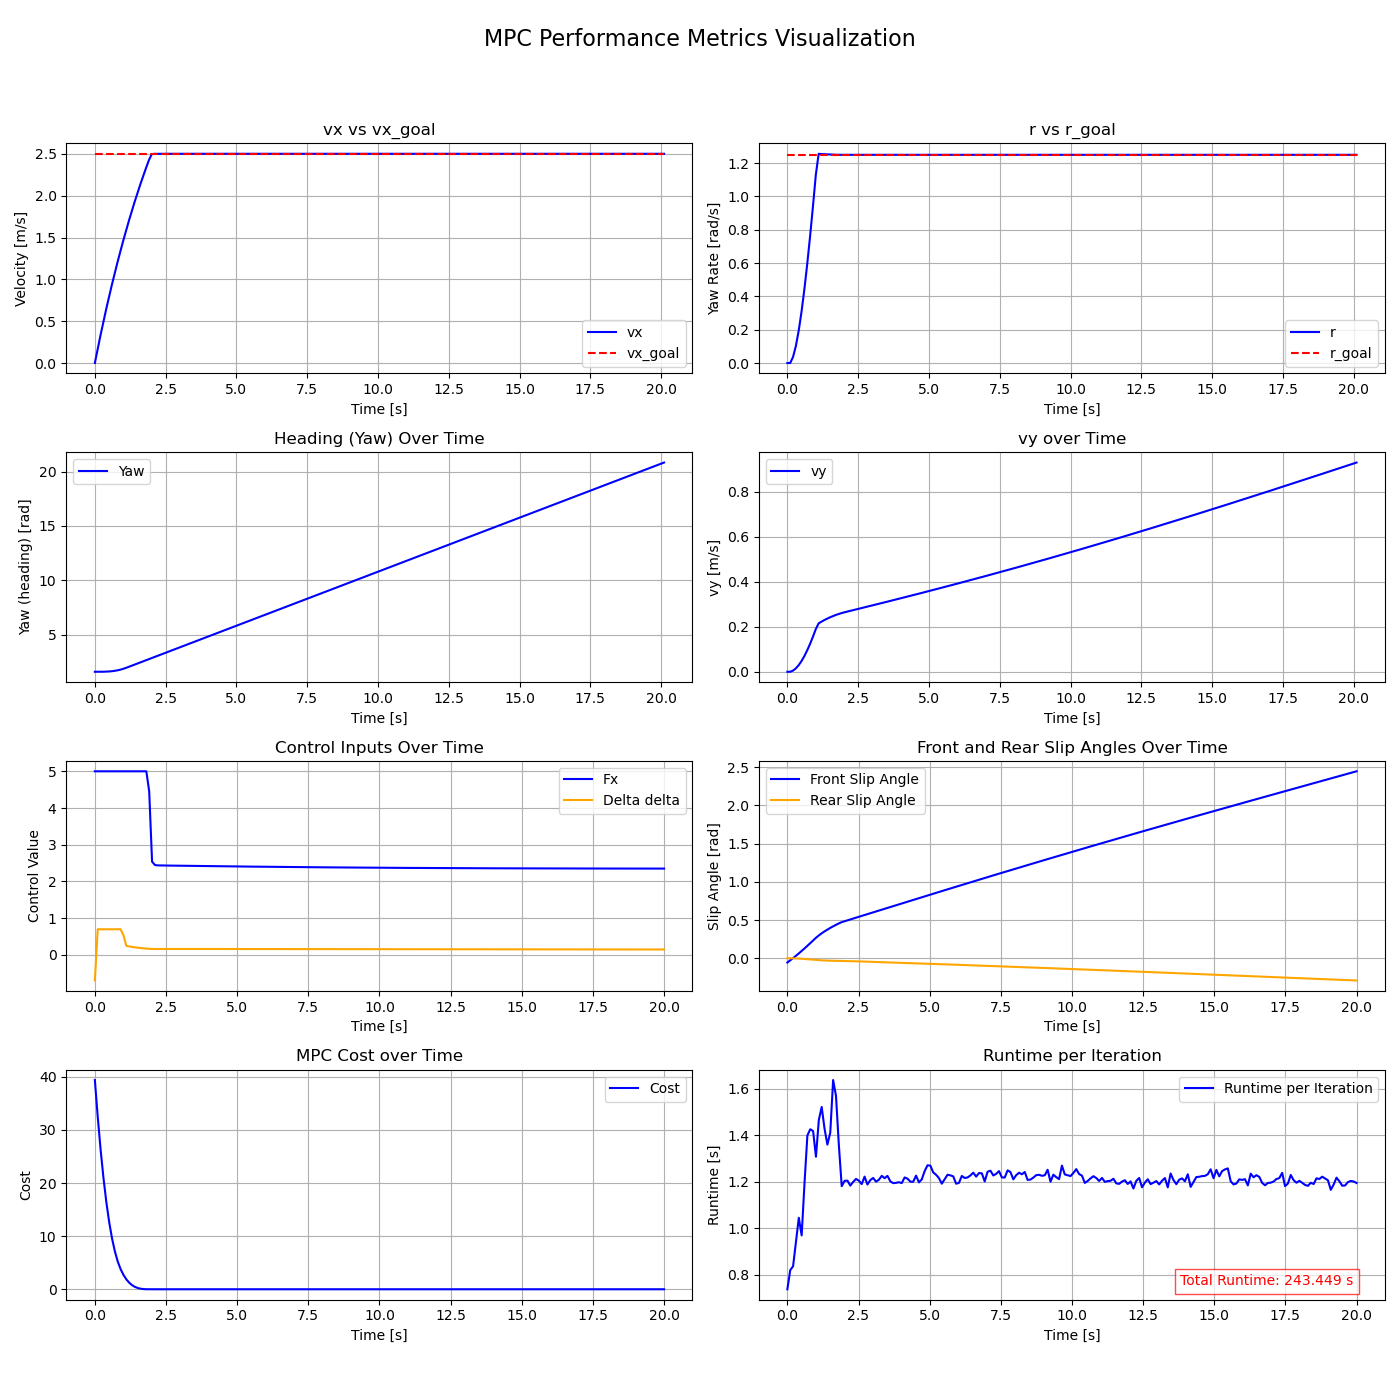 MPC Performance Metrics Visualization
vx vs vx_goal
Velocity [m/s]
2.5
2.0
1.5
1.0
0.5
0.0
vx
vx_goal
0.0 2.5 5.0 7.5 10.0 12.5 15.0 17.5 20.0
Time [s]
r vs r_goal
Yaw Rate [rad/s]
1.2
1.0
0.8
0.6
0.4
0.2
0.0
r
r_goal
0.0 2.5 5.0 7.5 10.0 12.5 15.0 17.5 20.0
Time [s]
Heading (Yaw) Over Time
Yaw (heading) [rad]
20
15
10
5
Yaw
0.0 2.5 5.0 7.5 10.0 12.5 15.0 17.5 20.0
Time [s]
vy over Time
vy [m/s]
0.8
0.6
0.4
0.2
0.0
vy
0.0 2.5 5.0 7.5 10.0 12.5 15.0 17.5 20.0
Time [s]
Control Inputs Over Time
Control Value
5
4
3
2
1
0
Fx
Delta delta
0.0 2.5 5.0 7.5 10.0 12.5 15.0 17.5 20.0
Time [s]
Front and Rear Slip Angles Over Time
Slip Angle [rad]
2.5
2.0
1.5
1.0
0.5
0.0
Front Slip Angle
Rear Slip Angle
0.0 2.5 5.0 7.5 10.0 12.5 15.0 17.5 20.0
Time [s]
MPC Cost over Time
Cost
40
30
20
10
0
Cost
0.0 2.5 5.0 7.5 10.0 12.5 15.0 17.5 20.0
Time [s]
Runtime per Iteration
Runtime [s]
1.6
1.4
1.2
1.0
0.8
Runtime per Iteration
Total Runtime: 243.449 s
0.0 2.5 5.0 7.5 10.0 12.5 15.0 17.5 20.0
Time [s]